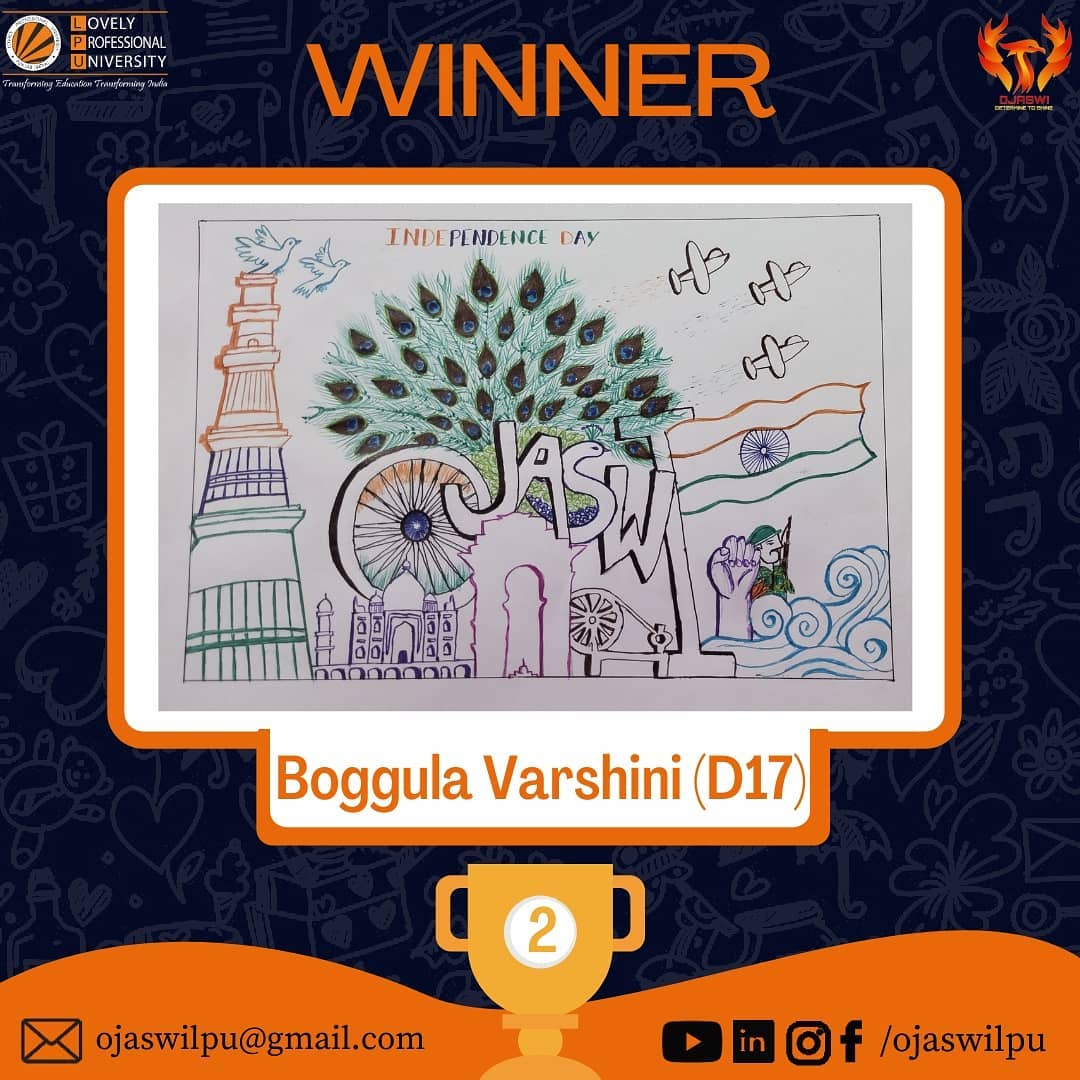 LOVELY
PROFESSIONAL
UNIVERSITY
Transforming Education Transforming India
WINNER
OJASWI
DETERMINE TO SHINE
INDEPENDENCE DAY
OJASWI
Boggula Varshini (D17)
2
ojaswilpu@gmail.com
/ojaswilpu